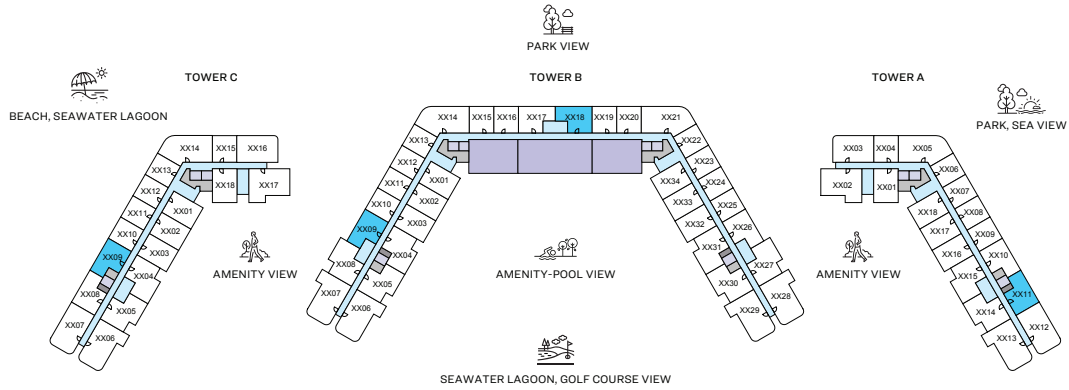 PARK VIEW
TOWER C
TOWER B
TOWER A
BEACH, SEAWATER LAGOON
PARK, SEA VIEW
XX14
XX15
XX16
XX13
XX12
XX11
XX10
XX09
XX08
XX07
XX06
XX05
XX04
XX03
XX02
XX01
XX18
XX17
AMENITY VIEW
XX14
XX15
XX16
XX17
XX18
XX19
XX20
XX21
XX13
XX12
XX11
XX10
XX09
XX08
XX07
XX06
XX05
XX04
XX03
XX02
XX01
XX22
XX23
XX24
XX25
XX26
XX27
XX28
XX29
XX30
XX31
XX32
XX33
XX34
AMENITY-POOL VIEW
SEAWATER LAGOON, GOLF COURSE VIEW
AMENITY VIEW
XX03
XX04
XX05
XX02
XX01
XX06
XX07
XX08
XX09
XX10
XX11
XX12
XX13
XX14
XX15
XX16
XX17
XX18